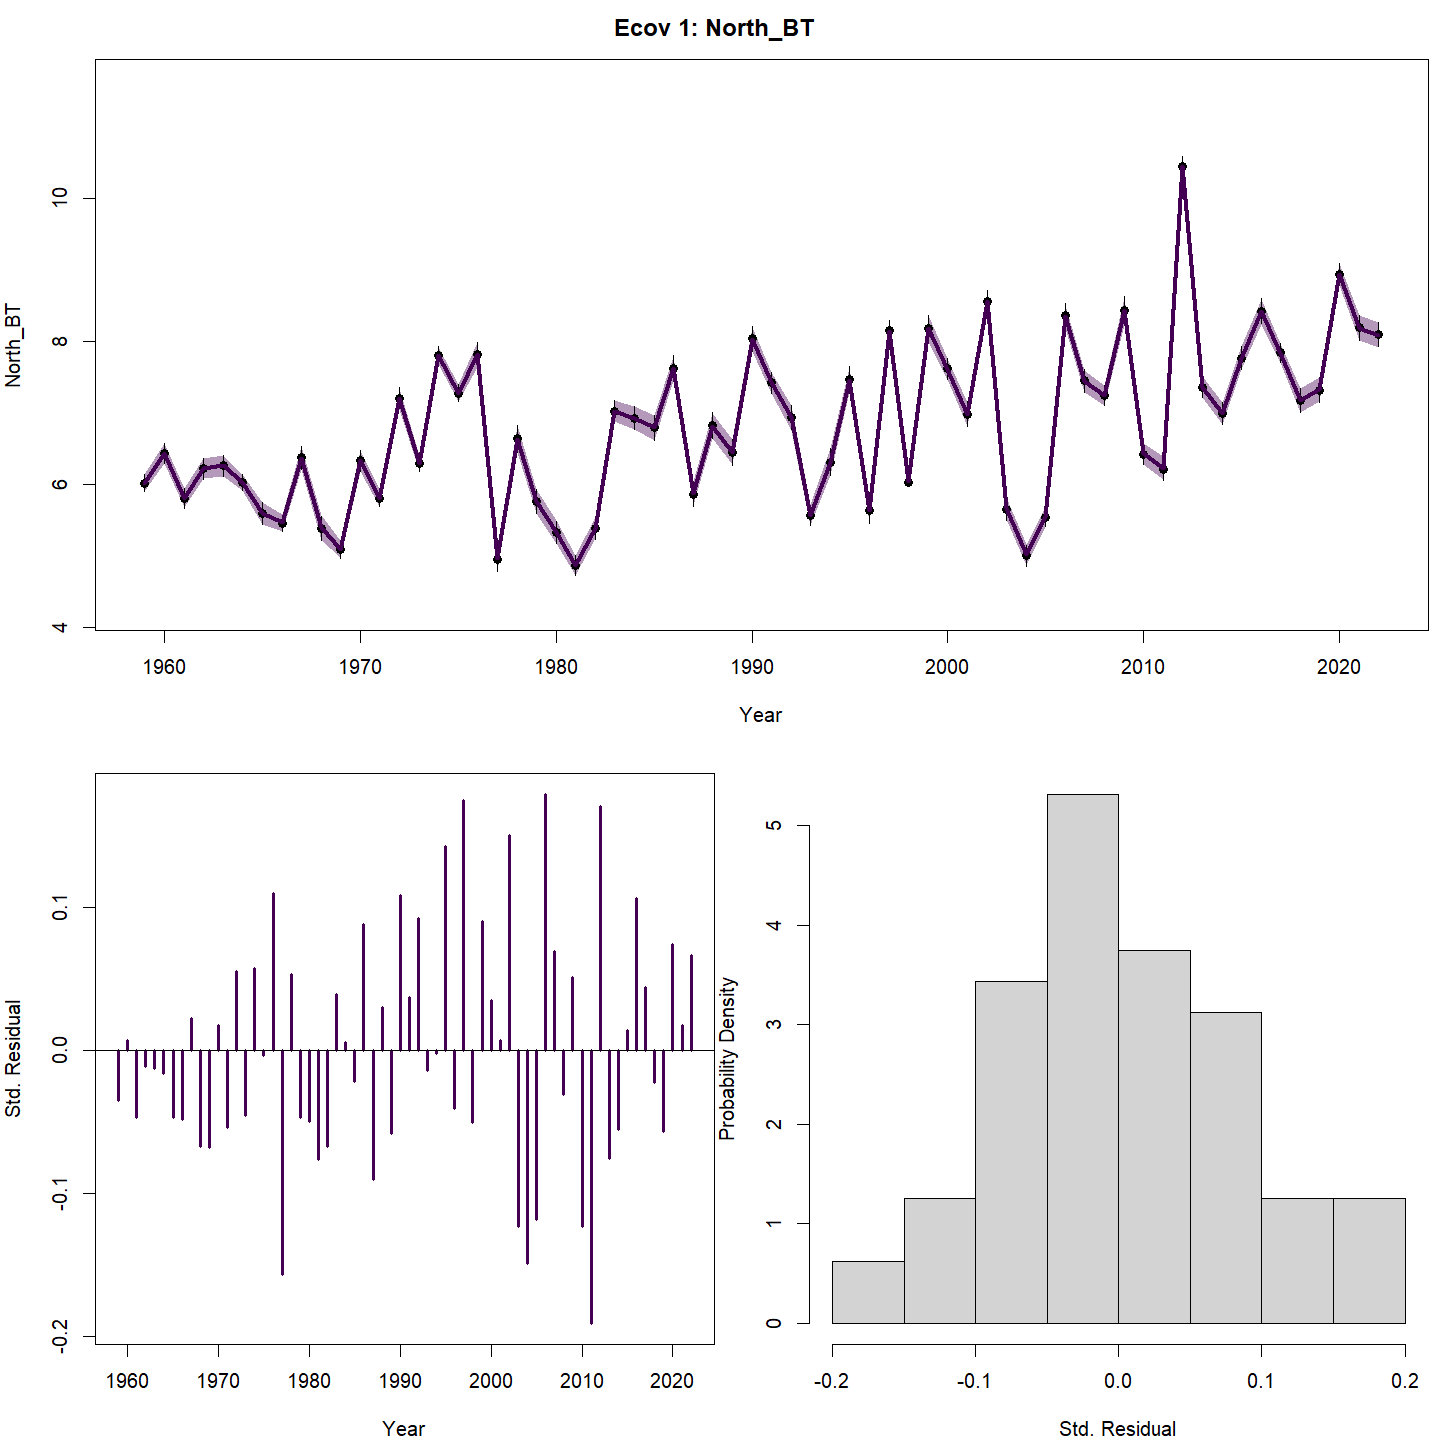 Ecov 1: North_BT
North_BT
10
8
6
4
1960 1970 1980 1990 2000 2010 2020
Year
Std. Residual
0.1
0.0
-0.1
-0.2
1960 1970 1980 1990 2000 2010 2020
Year
Probability Density
5
4
3
2
1
0
-0.2 -0.1 0.0 0.1 0.2
Std. Residual